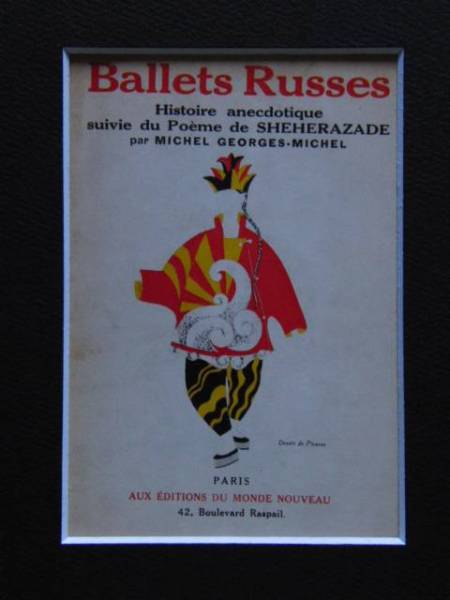 Ballets Russes
Histoire anecdotique
suivie du Poème de SHEHERAZADE
par MICHEL GEORGES-MICHEL
Dessin de Picasso
PARIS
AUX ÉDITIONS DU MONDE NOUVEAU
42, Boulevard Raspail.